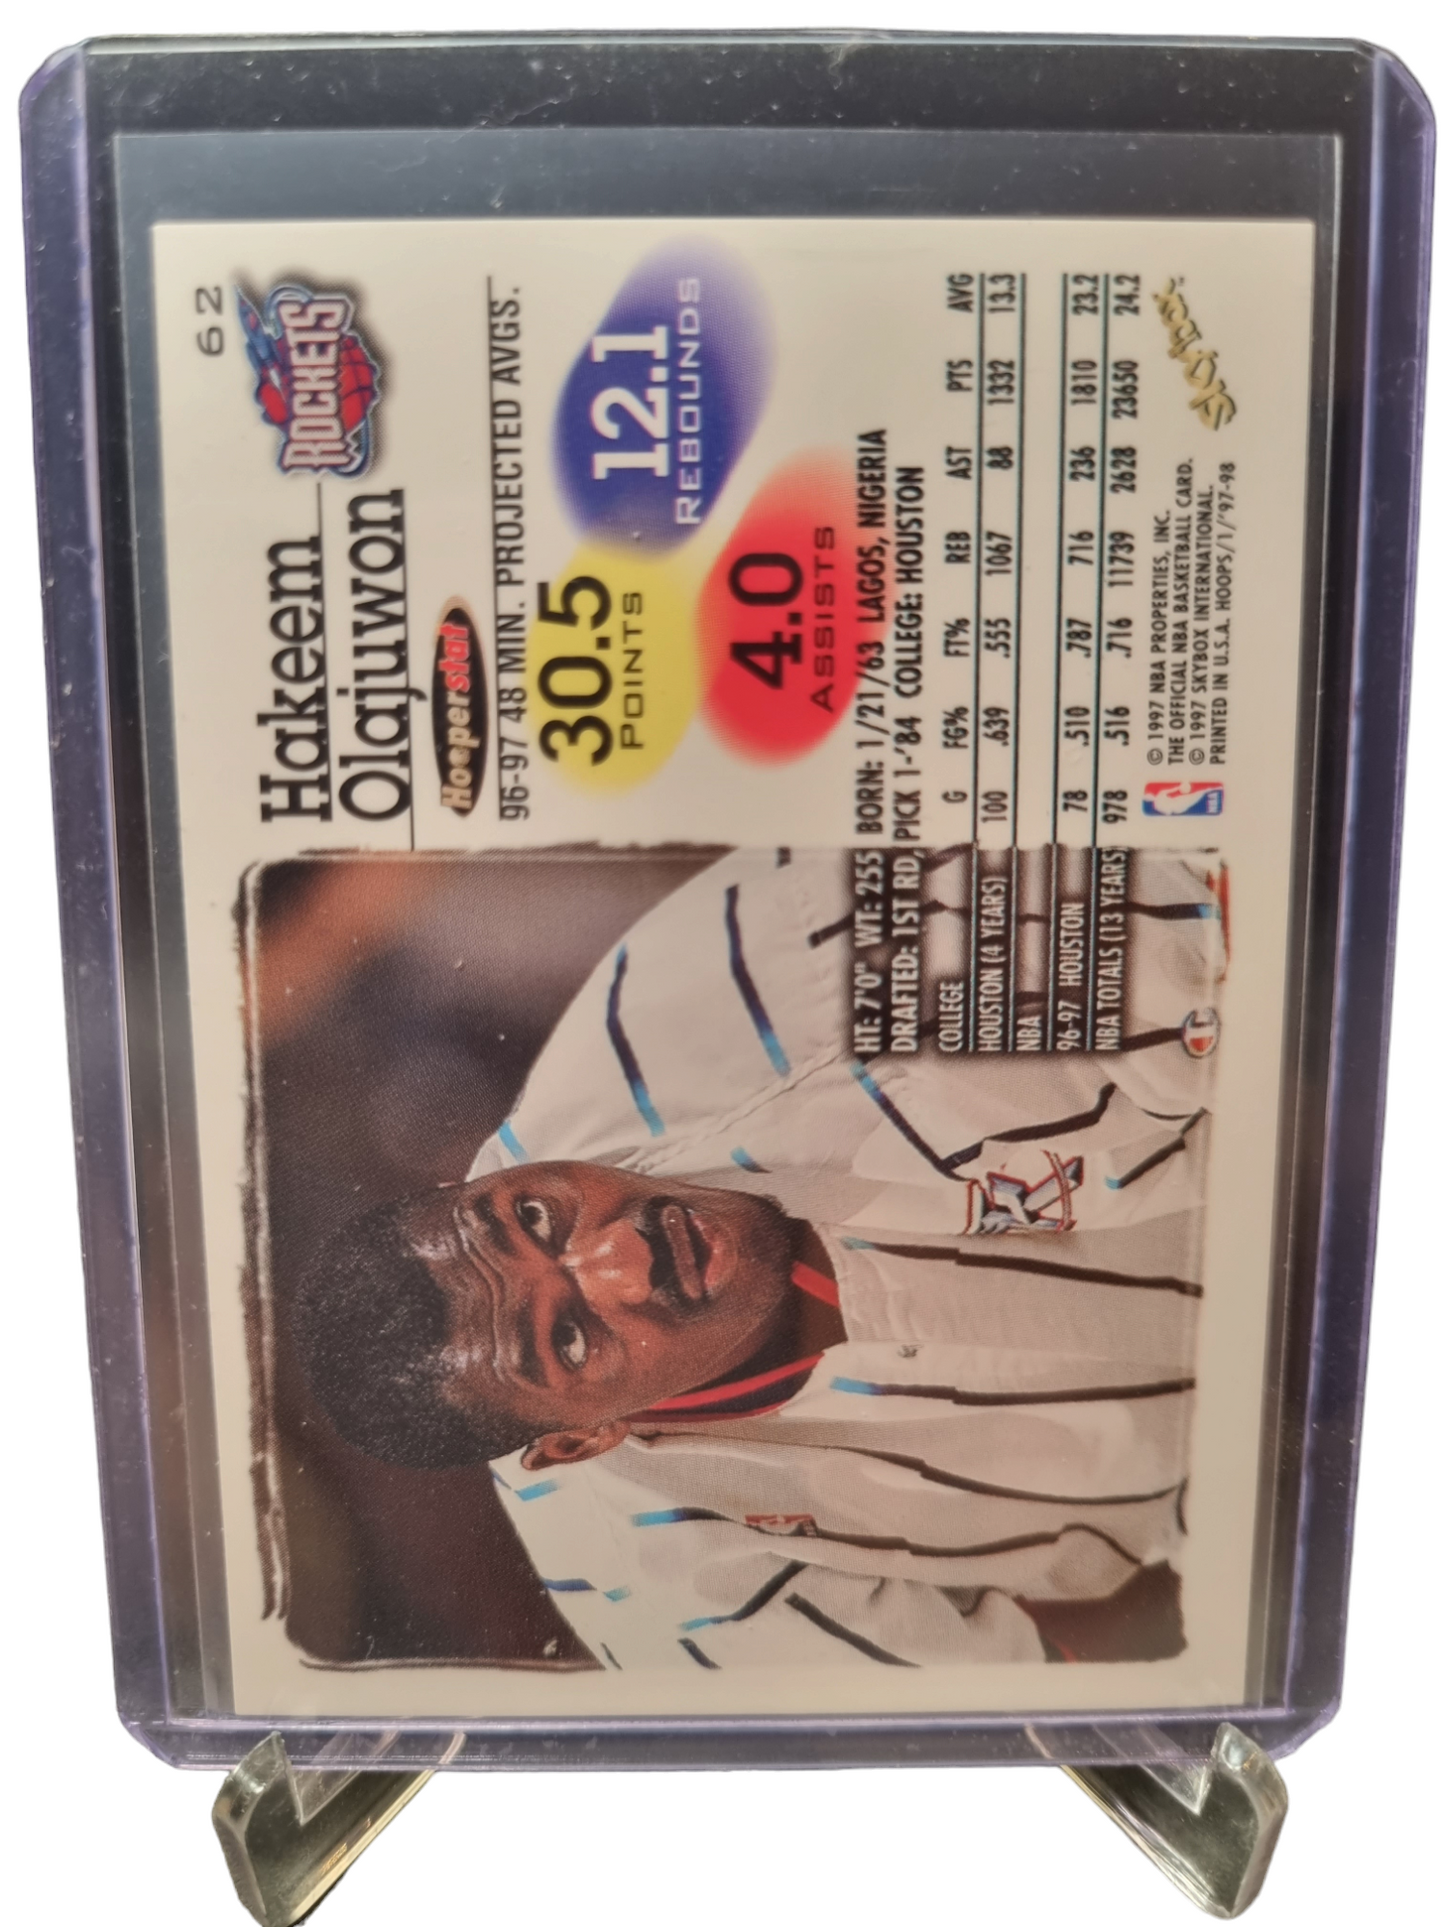 62
ROCKETS
Hakeem
Olajuwon
Hooperstat
96-97 48 MIN. PROJECTED AVGS.
30.5
POINTS
12.1
REBOUNDS
4.0
ASSISTS
HT: 7'0" WT: 255 BORN: 1/21/63 LAGOS, NIGERIA
DRAFTED: 1ST RD, PICK 1-'84 COLLEGE: HOUSTON
COLLEGE G FG% FT% REB AST PTS AVG
HOUSTON (4 YEARS) 100 .639 .555 1067 88 1332 13.3
NBA
96-97 HOUSTON 78 .510 .787 716 236 1810 23.2
NBA TOTALS (13 YEARS) 978 .516 .716 11739 2628 23650 24.2
NBA
© 1997 NBA PROPERTIES, INC.
THE OFFICIAL NBA BASKETBALL CARD.
© 1997 SKYBOX INTERNATIONAL.
PRINTED IN U.S.A. HOOPS/1/'97-98
SkyBox